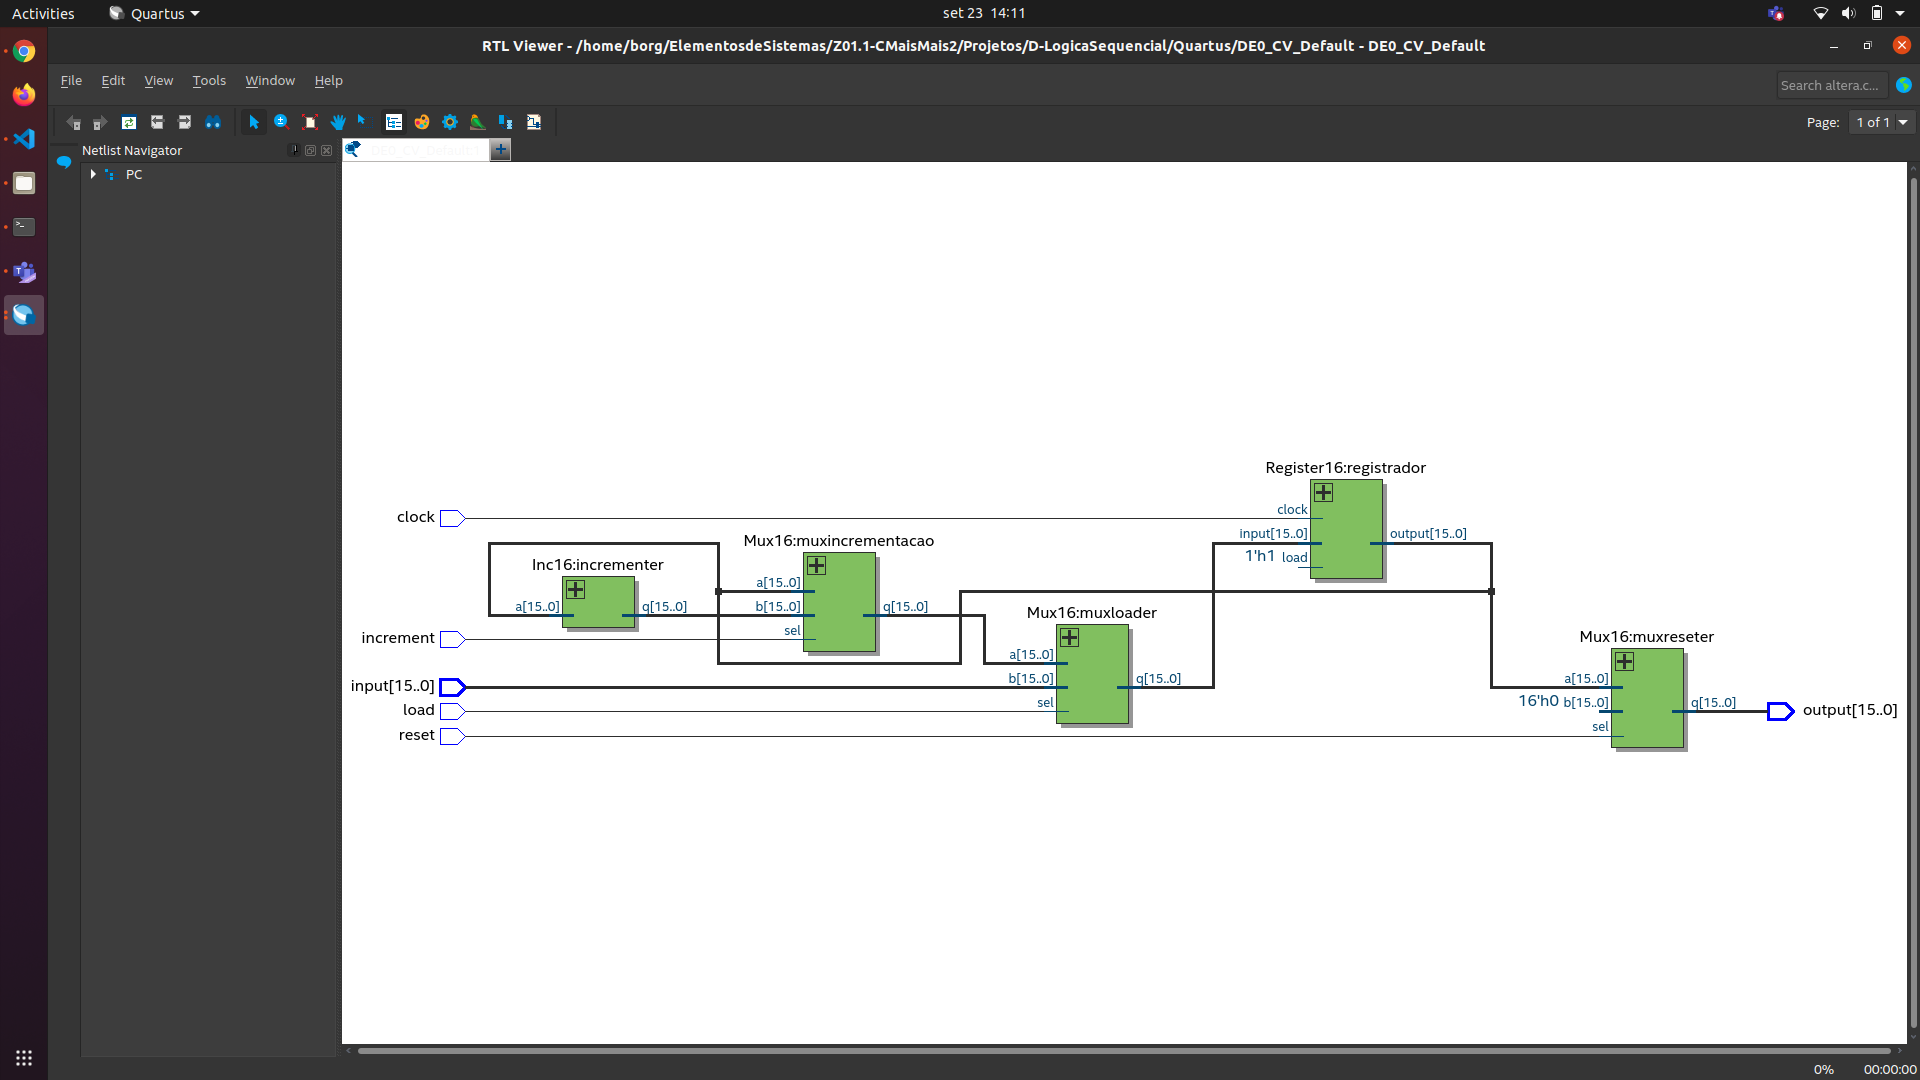 Activities
Quartus
set 23 14:11
RTL Viewer - /home/borg/ElementosdeSistemas/Z01.1-CMaisMais2/Projetos/D-LogicaSequencial/Quartus/DE0_CV_Default - DE0_CV_Default
File Edit View Tools Window Help
Search altera.c...
Page: 1 of 1
Netlist Navigator
PC
Register16:registrador
clock
clock
input[15..0]
output[15..0]
1'h1 load
Mux16:muxincrementacao
Inc16:incrementer
a[15..0]
a[15..0]
q[15..0]
b[15..0]
q[15..0]
Mux16:muxloader
increment
sel
Mux16:muxreseter
a[15..0]
input[15..0]
b[15..0]
q[15..0]
a[15..0]
load
sel
16'h0 b[15..0]
q[15..0]
output[15..0]
reset
sel
0%
00:00:00